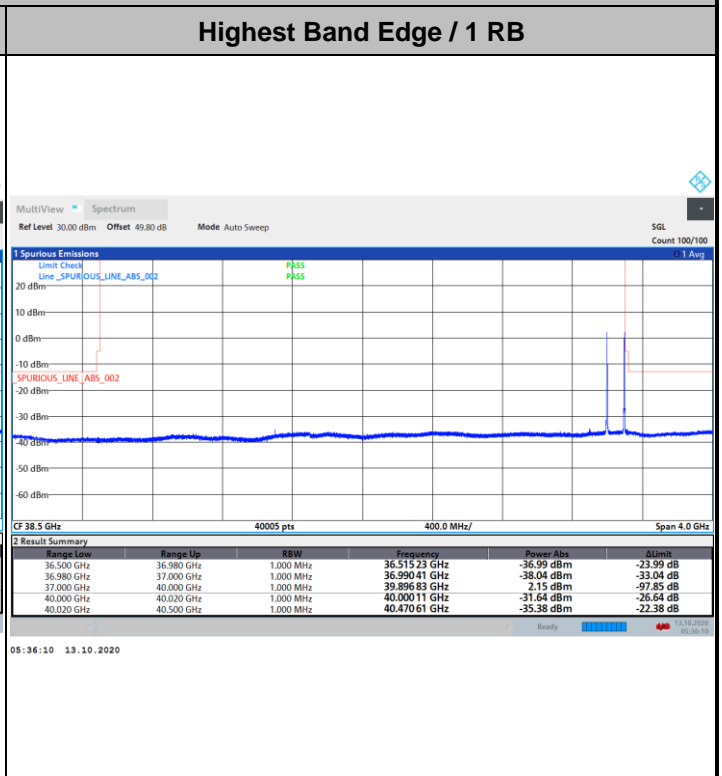 Highest Band Edge / 1 RB
MultiView Spectrum
Ref Level 30.00 dBm Offset 49.80 dB Mode Auto Sweep SGL
Count 100/100
1 Spurious Emissions 1 Avg
Limit Check PASS
Line _SPURIOUS_LINE_ABS_002 PASS
20 dBm
10 dBm
0 dBm
-10 dBm
_SPURIOUS_LINE_ABS_002
-20 dBm
-30 dBm
-40 dBm
-50 dBm
-60 dBm
CF 38.5 GHz 40005 pts 400.0 MHz/ Span 4.0 GHz
2 Result Summary
Range Low Range Up RBW Frequency Power Abs ΔLimit
36.500 GHz 36.980 GHz 1.000 MHz 36.515 23 GHz -36.99 dBm -23.99 dB
36.980 GHz 37.000 GHz 1.000 MHz 36.990 41 GHz -38.04 dBm -33.04 dB
37.000 GHz 40.000 GHz 1.000 MHz 39.896 83 GHz 2.15 dBm -97.85 dB
40.000 GHz 40.020 GHz 1.000 MHz 40.000 11 GHz -31.64 dBm -26.64 dB
40.020 GHz 40.500 GHz 1.000 MHz 40.470 61 GHz -35.38 dBm -22.38 dB
Ready 13.10.2020
05:36:10
05:36:10 13.10.2020